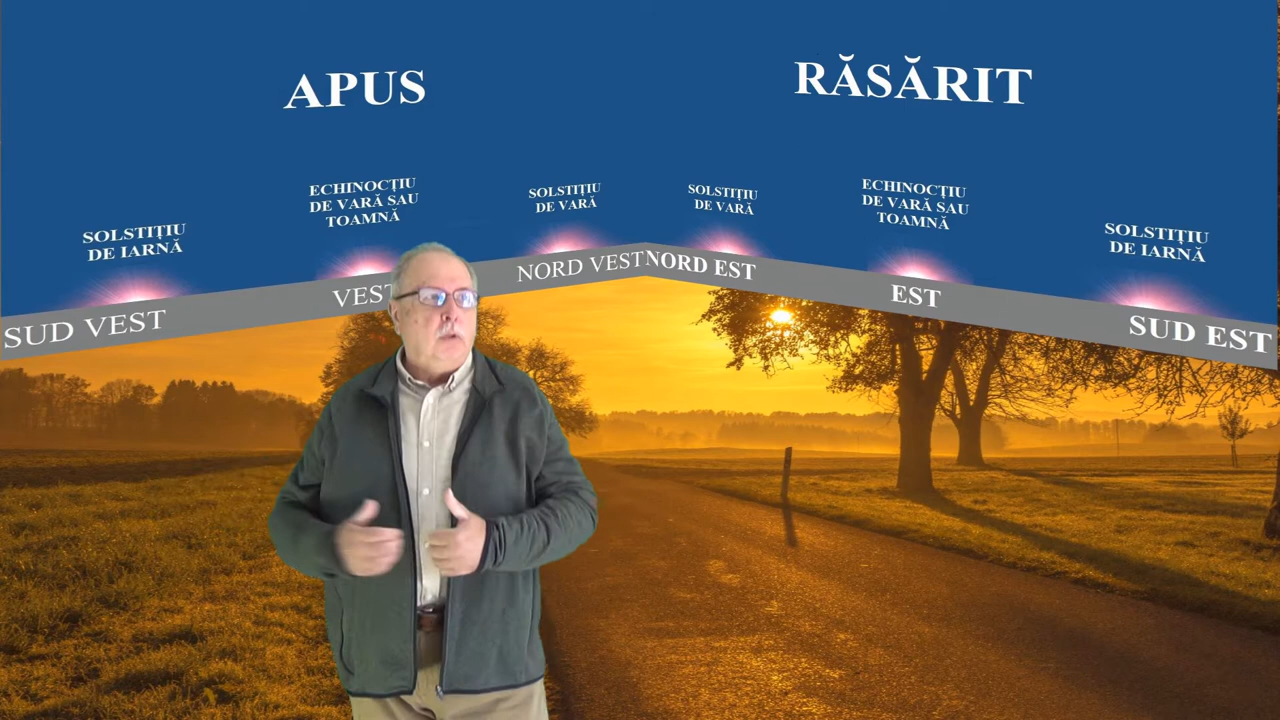 APUS
RĂSĂRIT
SOLSTIȚIU
DE IARNĂ
ECHINOCȚIU
DE VARĂ SAU
TOAMNĂ
SOLSTIȚIU
DE VARĂ
SOLSTIȚIU
DE VARĂ
ECHINOCȚIU
DE VARĂ SAU
TOAMNĂ
SOLSTIȚIU
DE IARNĂ
SUD VEST
VEST
NORD VEST
NORD EST
EST
SUD EST